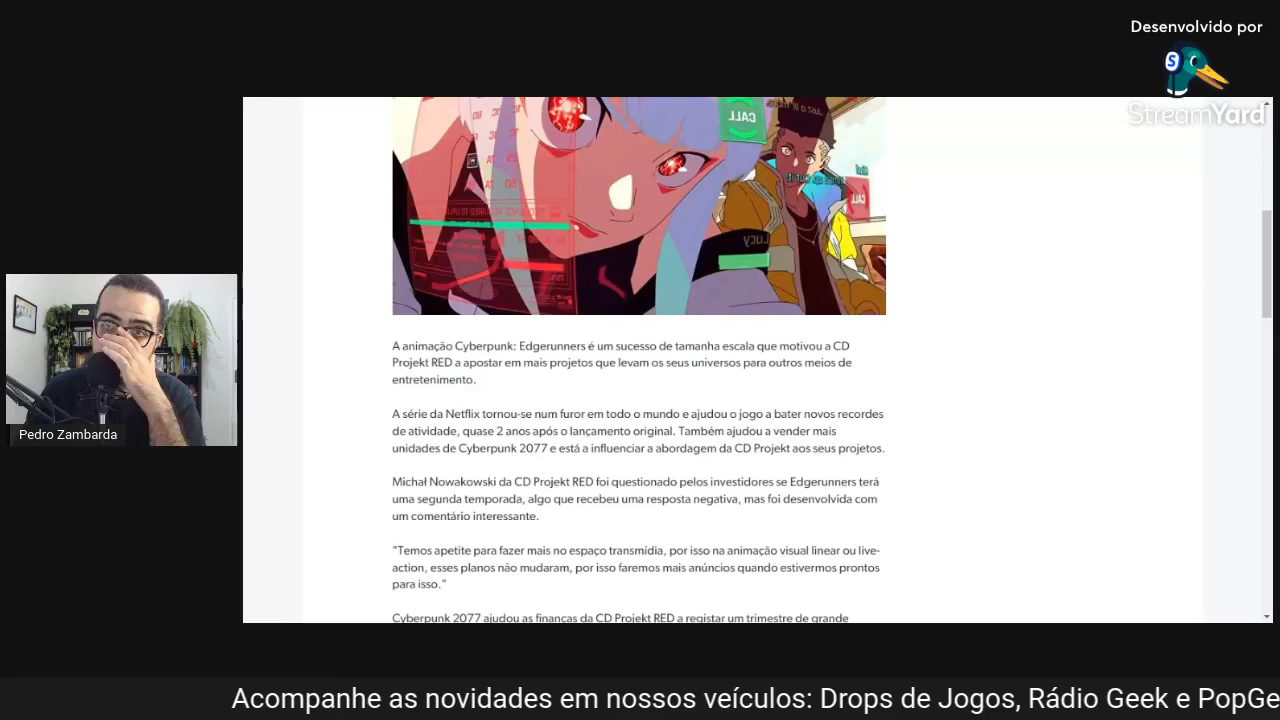 Desenvolvido por
StreamYard
CALL
CALL
Lucy
A animação Cyberpunk: Edgerunners é um sucesso de tamanha escala que motivou a CD
Projekt RED a apostar em mais projetos que levam os seus universos para outros meios de
entretenimento.
A série da Netflix tornou-se num furor em todo o mundo e ajudou o jogo a bater novos recordes
de atividade, quase 2 anos após o lançamento original. Também ajudou a vender mais
unidades de Cyberpunk 2077 e está a influenciar a abordagem da CD Projekt aos seus projetos.
Michał Nowakowski da CD Projekt RED foi questionado pelos investidores se Edgerunners terá
uma segunda temporada, algo que recebeu uma resposta negativa, mas foi desenvolvida com
um comentário interessante.
"Temos apetite para fazer mais no espaço transmídia, por isso na animação visual linear ou live-
action, esses planos não mudaram, por isso faremos mais anúncios quando estivermos prontos
para isso."
Cyberpunk 2077 ajudou as finanças da CD Projekt RED a registar um trimestre de grande
Pedro Zambarda
Acompanhe as novidades em nossos veículos: Drops de Jogos, Rádio Geek e PopGe